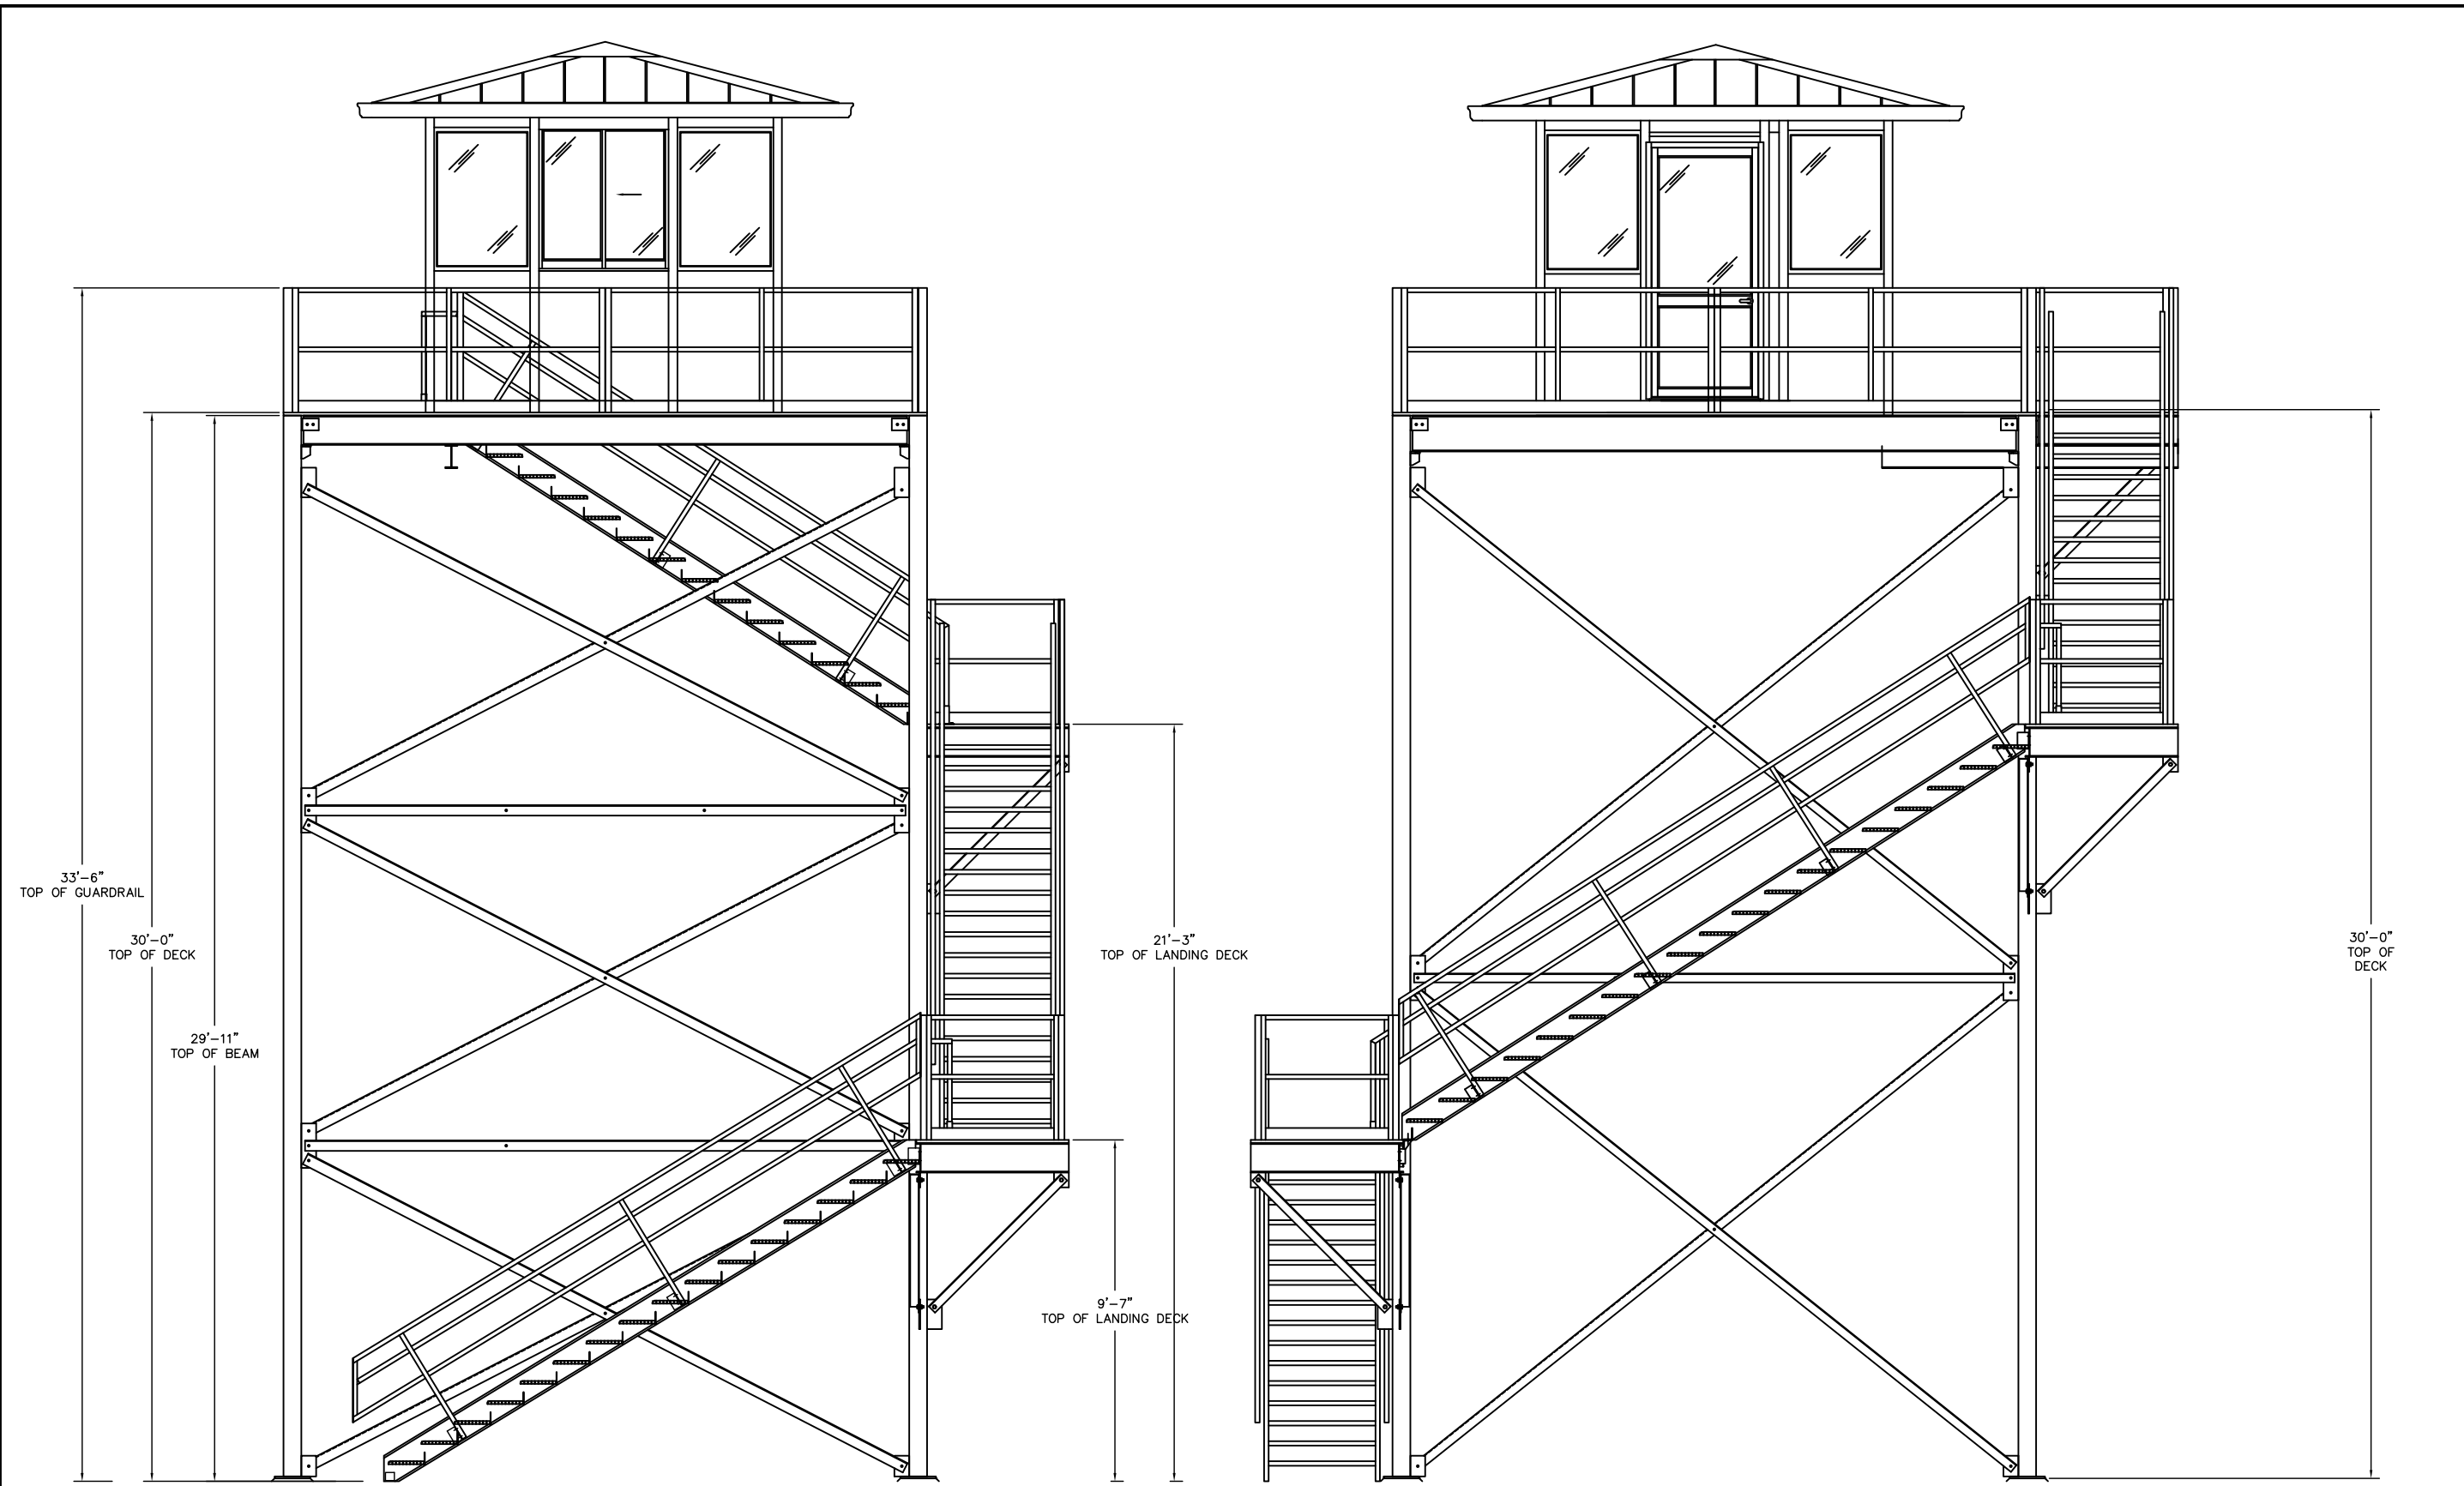 33'-6"
TOP OF GUARDRAIL
30'-0"
TOP OF DECK
29'-11"
TOP OF BEAM
21'-3"
TOP OF LANDING DECK
9'-7"
TOP OF LANDING DECK
30'-0"
TOP OF
DECK